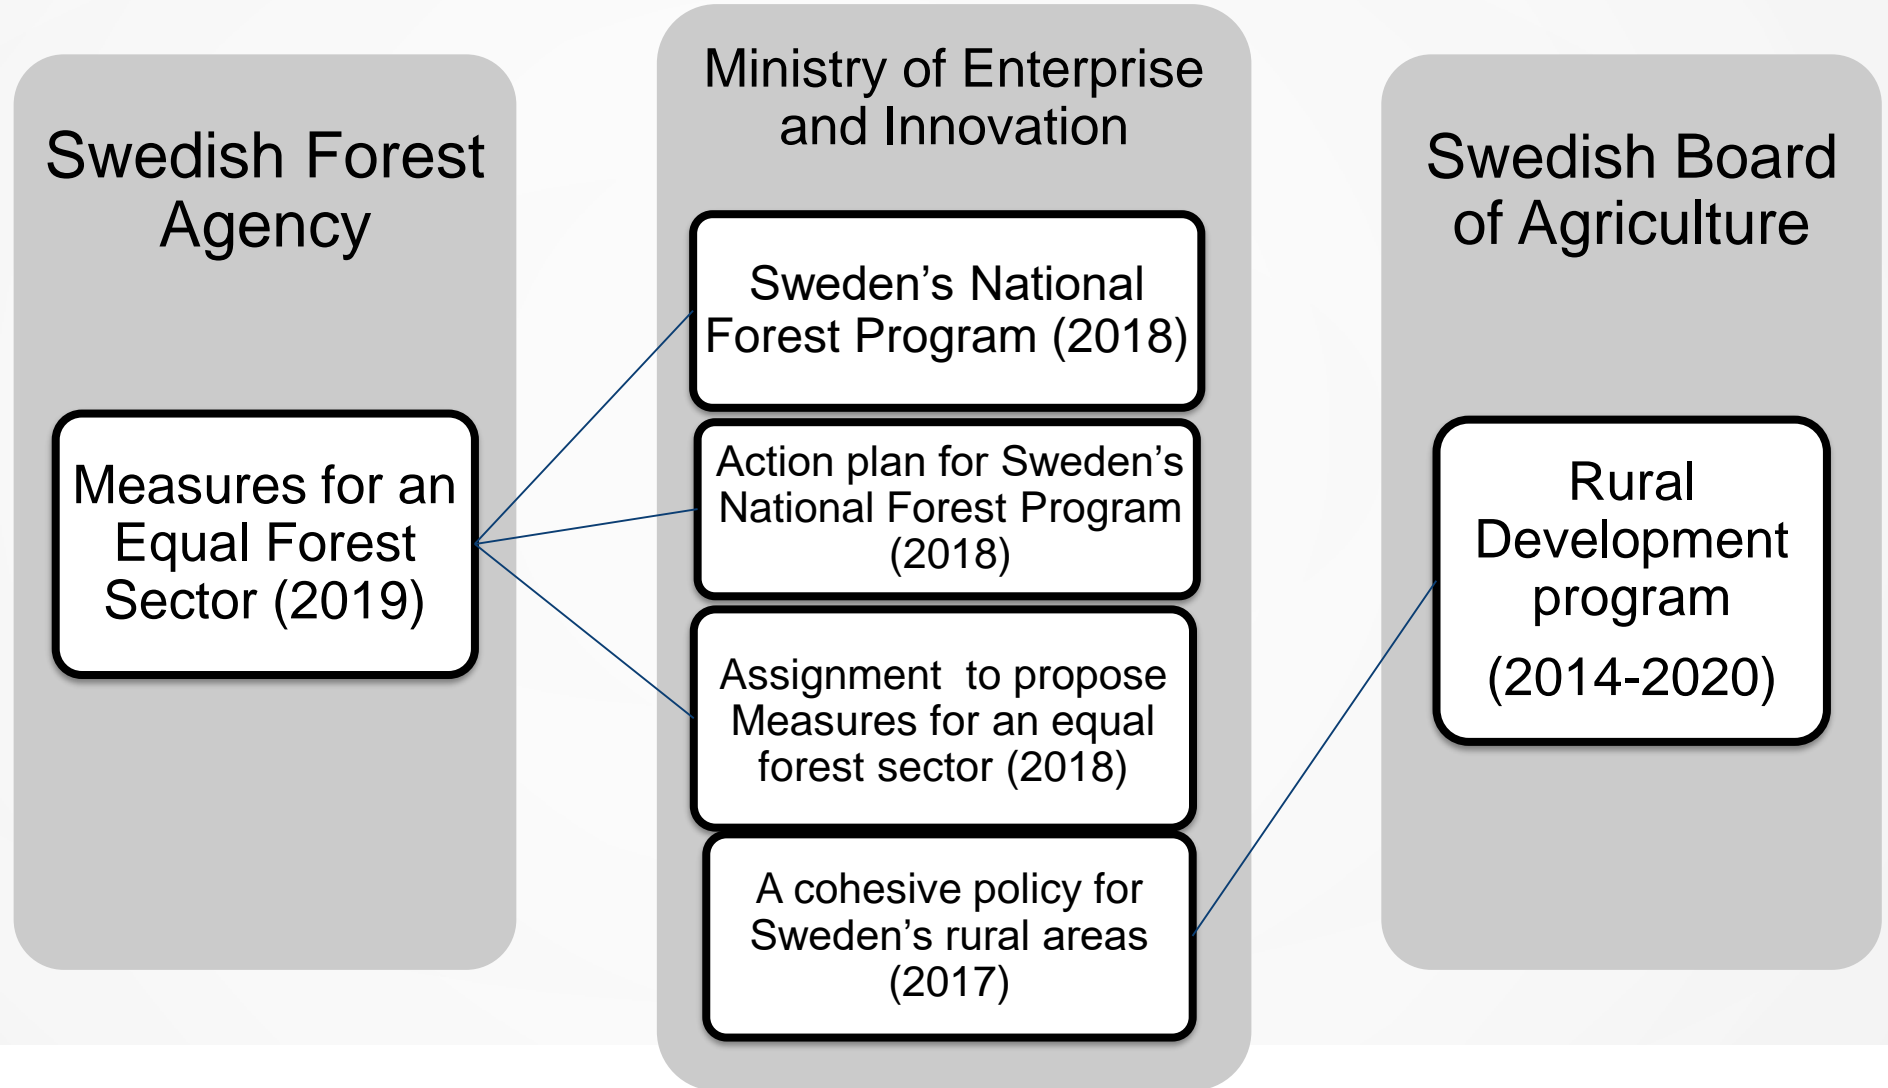 Swedish Forest
Agency
Measures for an
Equal Forest
Sector (2019)
Ministry of Enterprise
and Innovation
Sweden’s National
Forest Program (2018)
Action plan for Sweden’s
National Forest Program
(2018)
Assignment to propose
Measures for an equal
forest sector (2018)
A cohesive policy for
Sweden’s rural areas
(2017)
Swedish Board
of Agriculture
Rural
Development
program
(2014-2020)